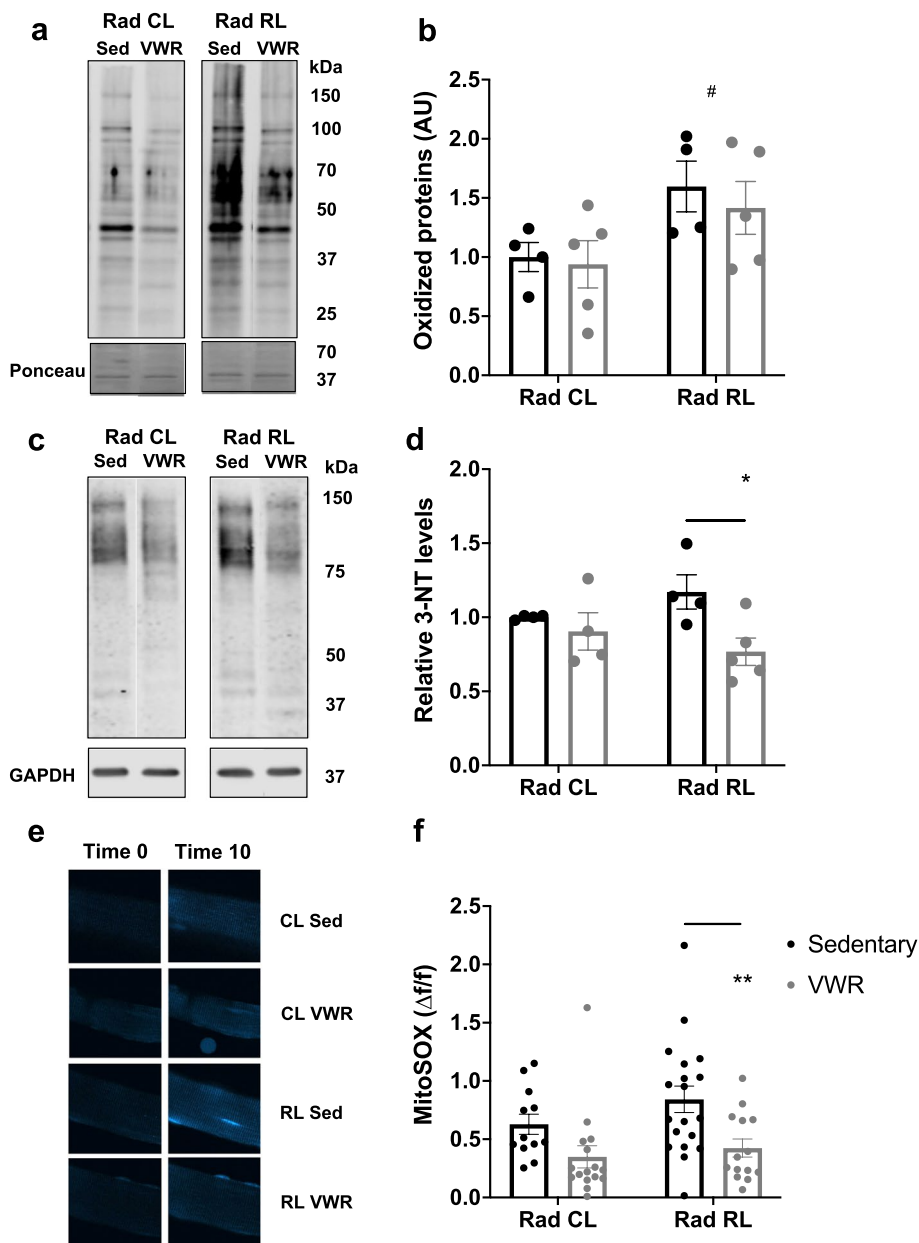 a
Rad CL Rad RL
Sed VWR Sed VWR
kDa
150
100
70
50
37
25
70
Ponceau
37
b
Oxidized proteins (AU)
2.5
2.0
1.5
1.0
0.5
0.0
#
Rad CL Rad RL
c
Rad CL Rad RL
Sed VWR Sed VWR
kDa
150
75
50
37
GAPDH 37
d
Relative 3-NT levels
2.0
1.5
1.0
0.5
0.0
*
Rad CL Rad RL
e
Time 0 Time 10
CL Sed
CL VWR
RL Sed
RL VWR
f
MitoSOX (Δf/f)
2.5
2.0
1.5
1.0
0.5
0.0
**
Rad CL Rad RL
Sedentary
VWR